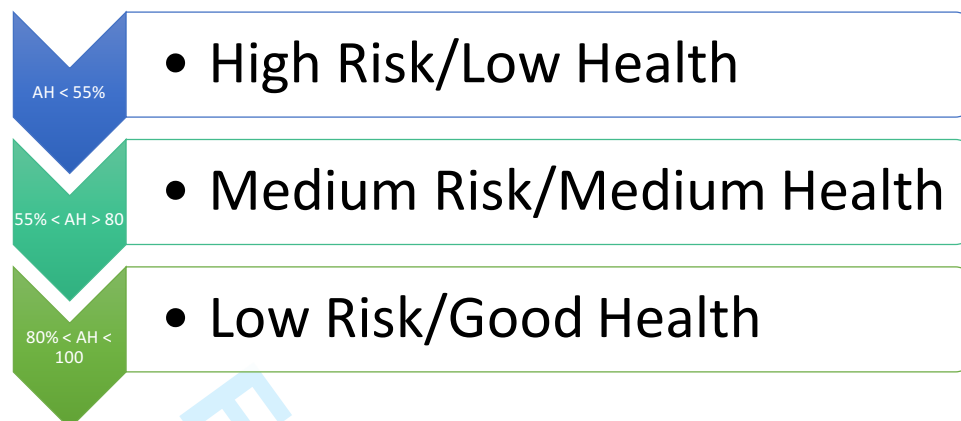 AH < 55%
• High Risk/Low Health
55% < AH > 80
• Medium Risk/Medium Health
80% < AH <
100
• Low Risk/Good Health